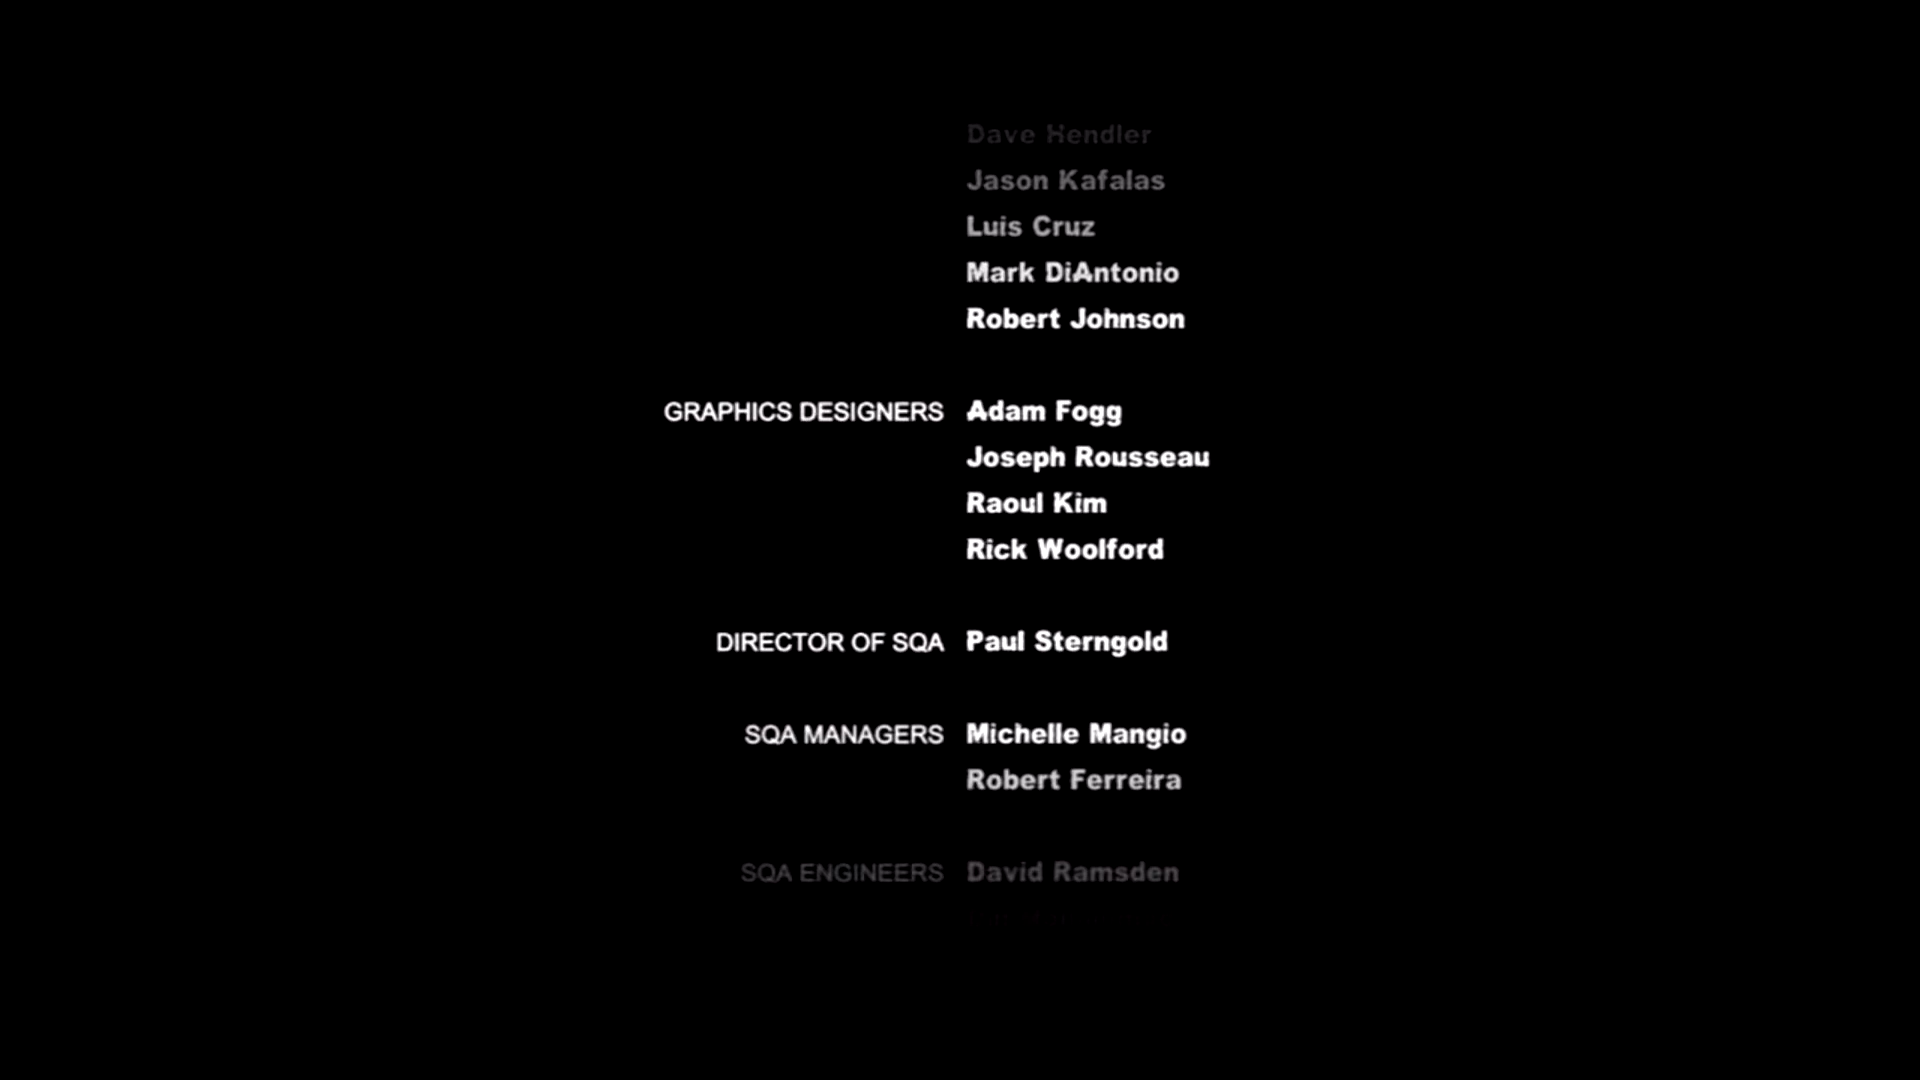 Dave Hendler
Jason Kafalas
Luis Cruz
Mark DiAntonio
Robert Johnson
GRAPHICS DESIGNERS Adam Fogg
Joseph Rousseau
Raoul Kim
Rick Woolford
DIRECTOR OF SQA Paul Sterngold
SQA MANAGERS Michelle Mangio
Robert Ferreira
SQA ENGINEERS David Ramsden